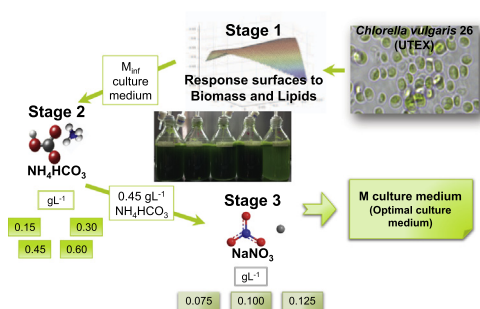 Stage 1
Chlorella vulgaris 26
(UTEX)
Response surfaces to
Biomass and Lipids
Minf
culture
medium
Stage 2
NH4HCO3
gL-1
0.15
0.30
0.45
0.60
0.45 gL-1
NH4HCO3
Stage 3
NaNO3
gL-1
0.075
0.100
0.125
M culture medium
(Optimal culture
medium)